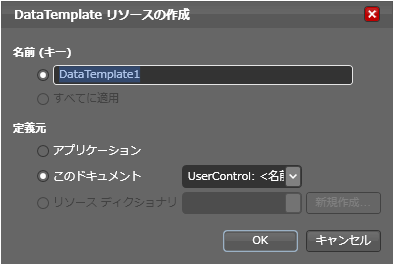 DataTemplate リソースの作成
名前 (キー)
DataTemplate1
すべてに適用
定義元
アプリケーション
このドキュメント UserControl: <名前
リソース ディクショナリ 新規作成...
OK キャンセル